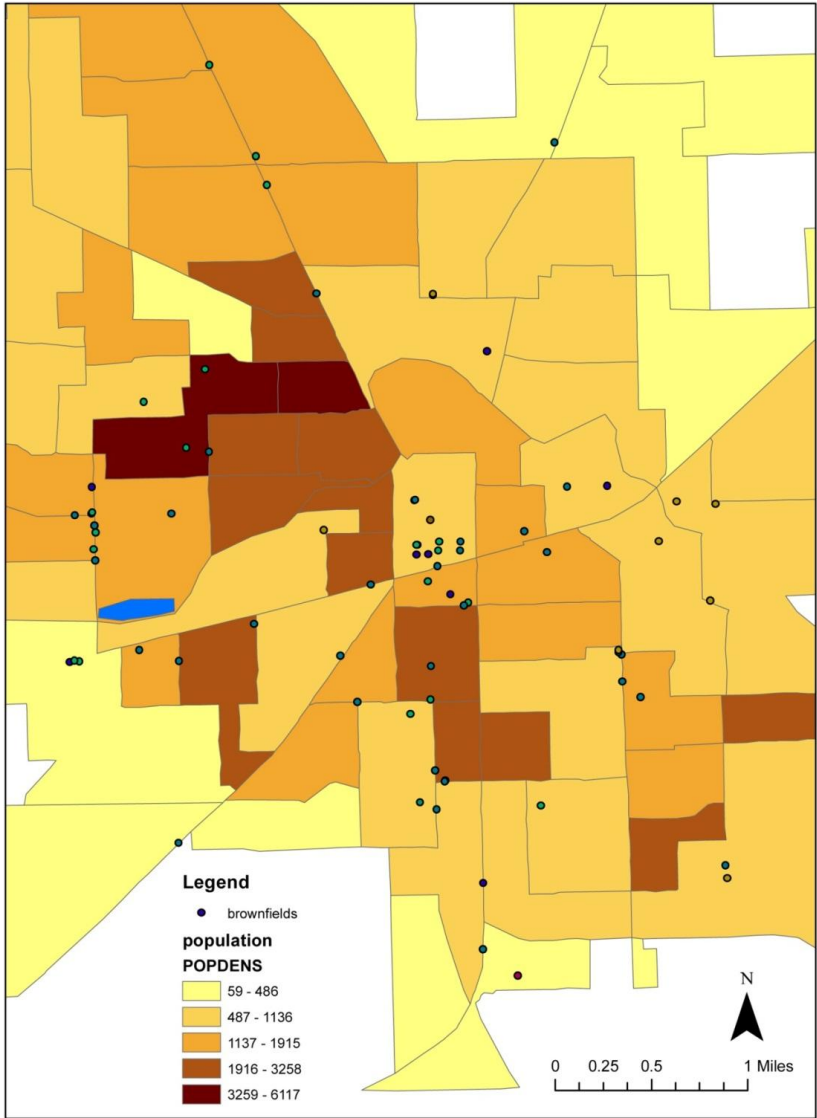 Legend
brownfields
population
POPDENS
59 - 486
487 - 1136
1137 - 1915
1916 - 3258
3259 - 6117
N
0 0.25 0.5 1 Miles